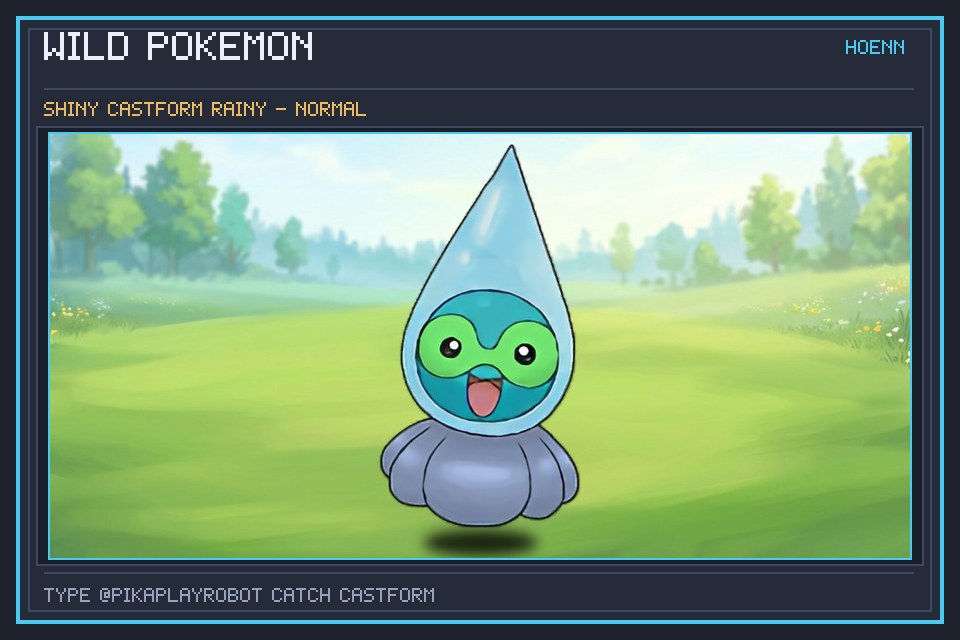 WILD POKEMON
HOENN
SHINY CASTFORM RAINY - NORMAL
TYPE @PIKAPLAYROBOT CATCH CASTFORM